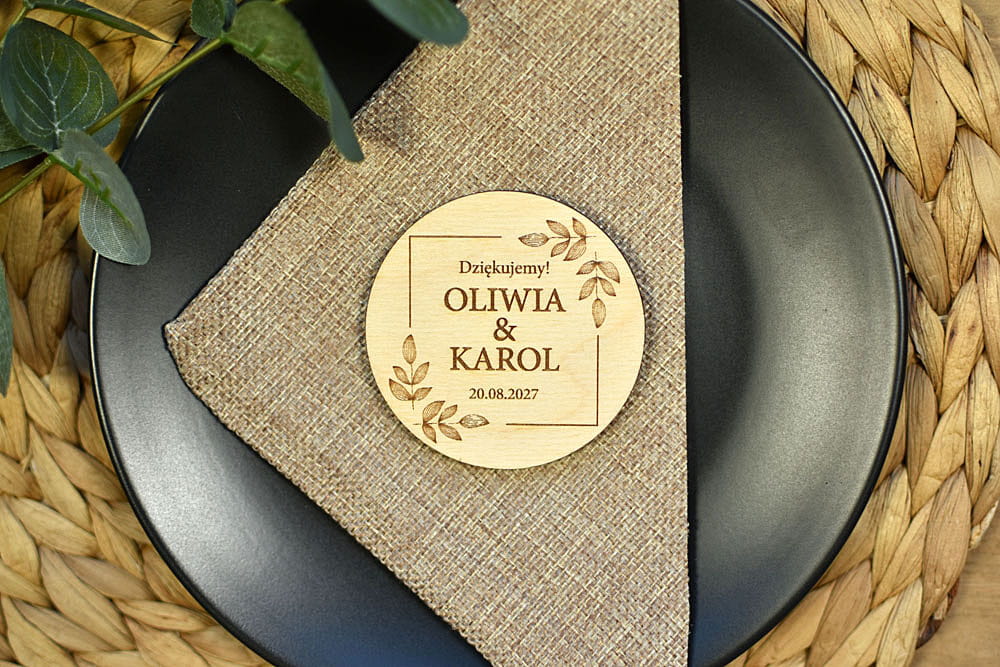 Dziękujemy!
OLIWIA
&
KAROL
20.08.2027